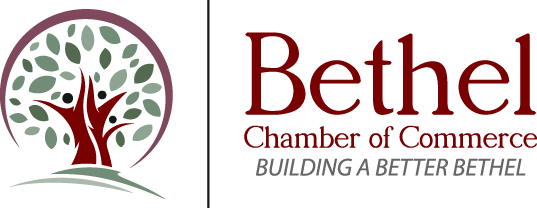 Bethel
Chamber of Commerce
BUILDING A BETTER BETHEL